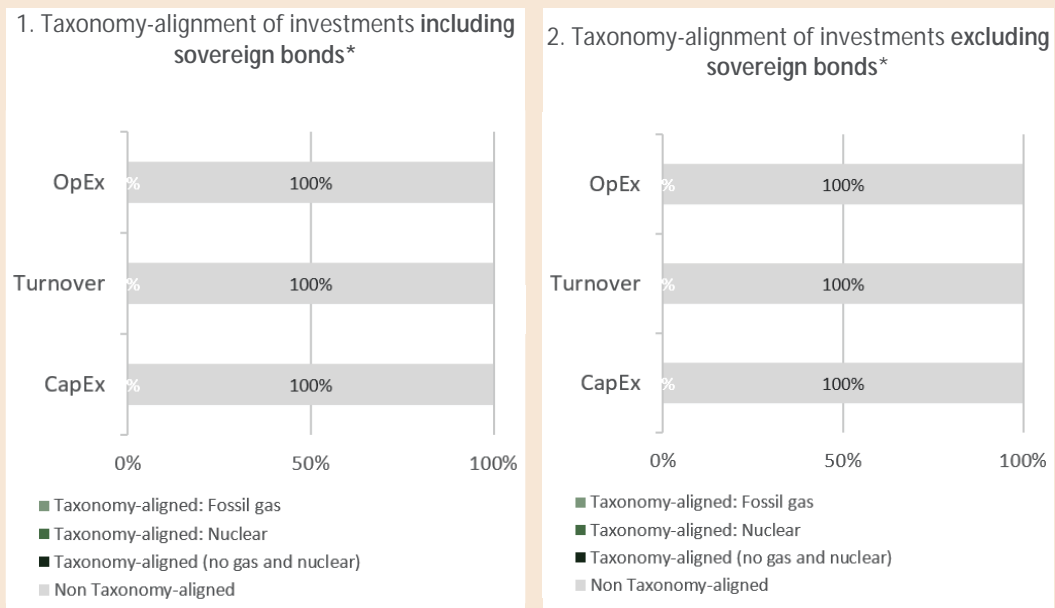 1. Taxonomy-alignment of investments including
sovereign bonds*
OpEx
%
100%
Turnover
%
100%
CapEx
%
100%
0%
50%
100%
Taxonomy-aligned: Fossil gas
Taxonomy-aligned: Nuclear
Taxonomy-aligned (no gas and nuclear)
Non Taxonomy-aligned
2. Taxonomy-alignment of investments excluding
sovereign bonds*
OpEx
%
100%
Turnover
%
100%
CapEx
%
100%
0%
50%
100%
Taxonomy-aligned: Fossil gas
Taxonomy-aligned: Nuclear
Taxonomy-aligned (no gas and nuclear)
Non Taxonomy-aligned